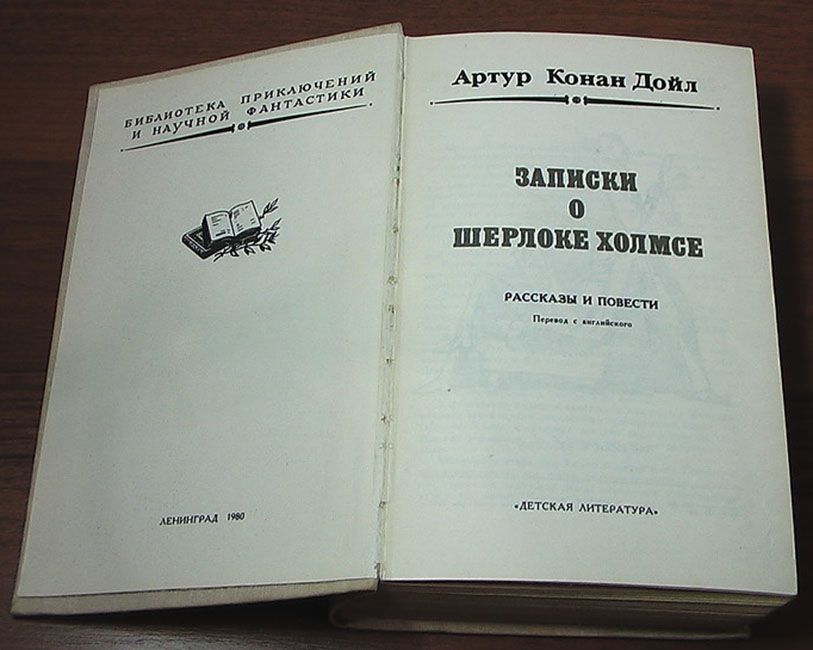 БИБЛИОТЕКА ПРИКЛЮЧЕНИЙ
И НАУЧНОЙ ФАНТАСТИКИ
ЛЕНИНГРАД 1980
Артур Конан Дойл
ЗАПИСКИ
О
ШЕРЛОКЕ ХОЛМСЕ
РАССКАЗЫ И ПОВЕСТИ
Перевод с английского
«ДЕТСКАЯ ЛИТЕРАТУРА»